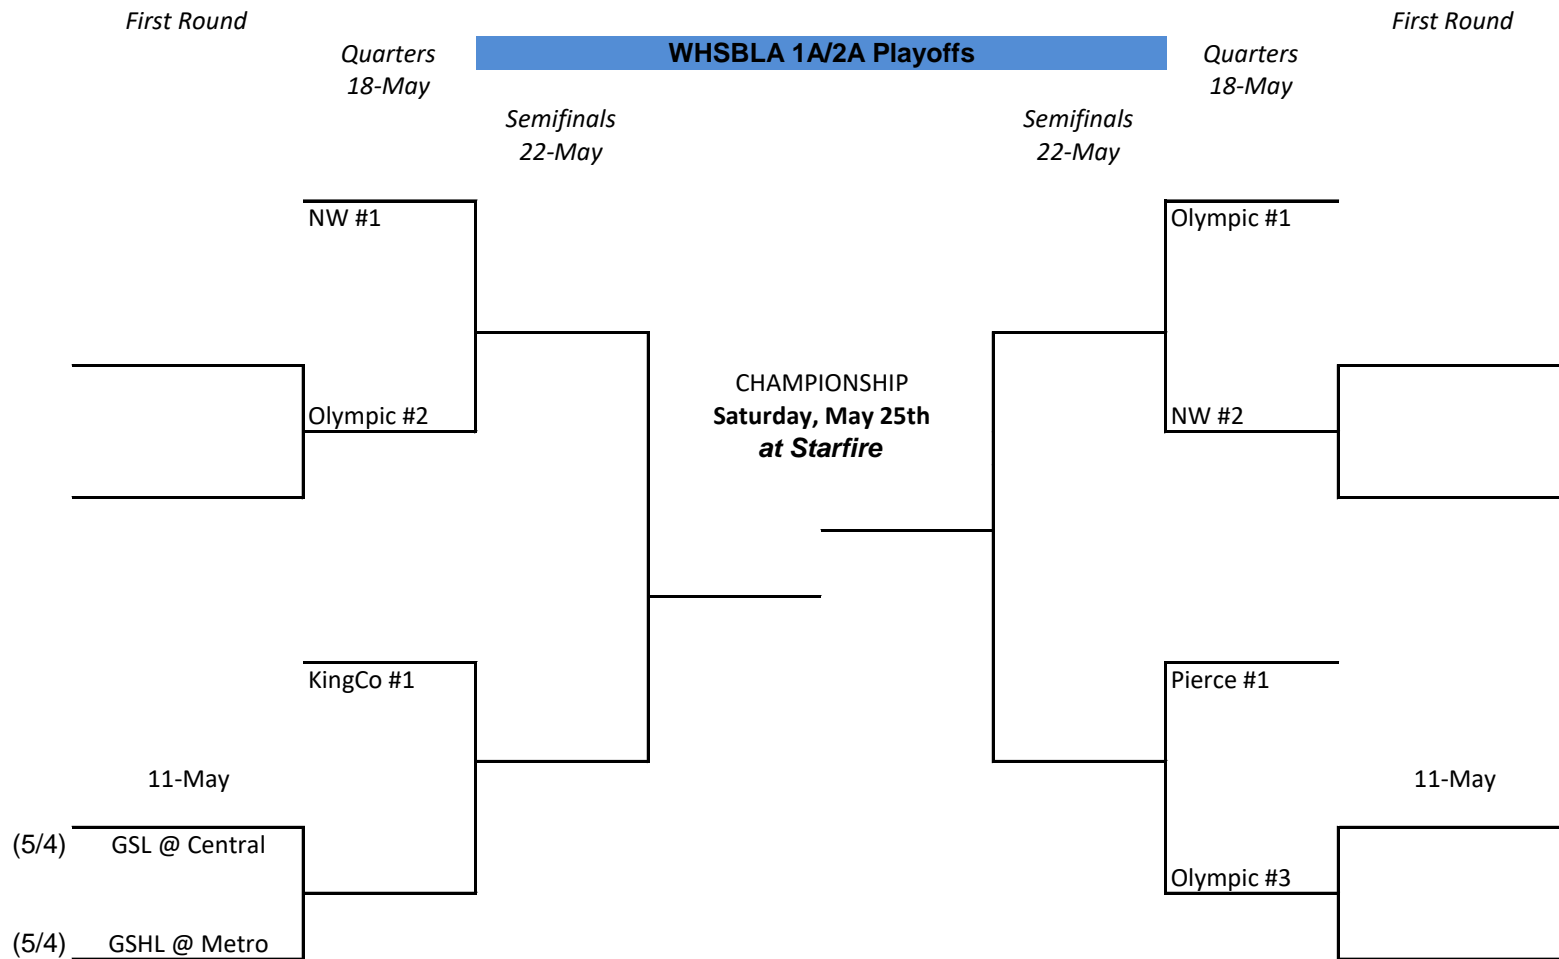 First Round
First Round
WHSBLA 1A/2A Playoffs
Quarters
18-May
Quarters
18-May
Semifinals
22-May
Semifinals
22-May
NW #1
Olympic #1
CHAMPIONSHIP
Saturday, May 25th
at Starfire
Olympic #2
NW #2
KingCo #1
Pierce #1
11-May
11-May
(5/4) GSL @ Central
Olympic #3
(5/4) GSHL @ Metro